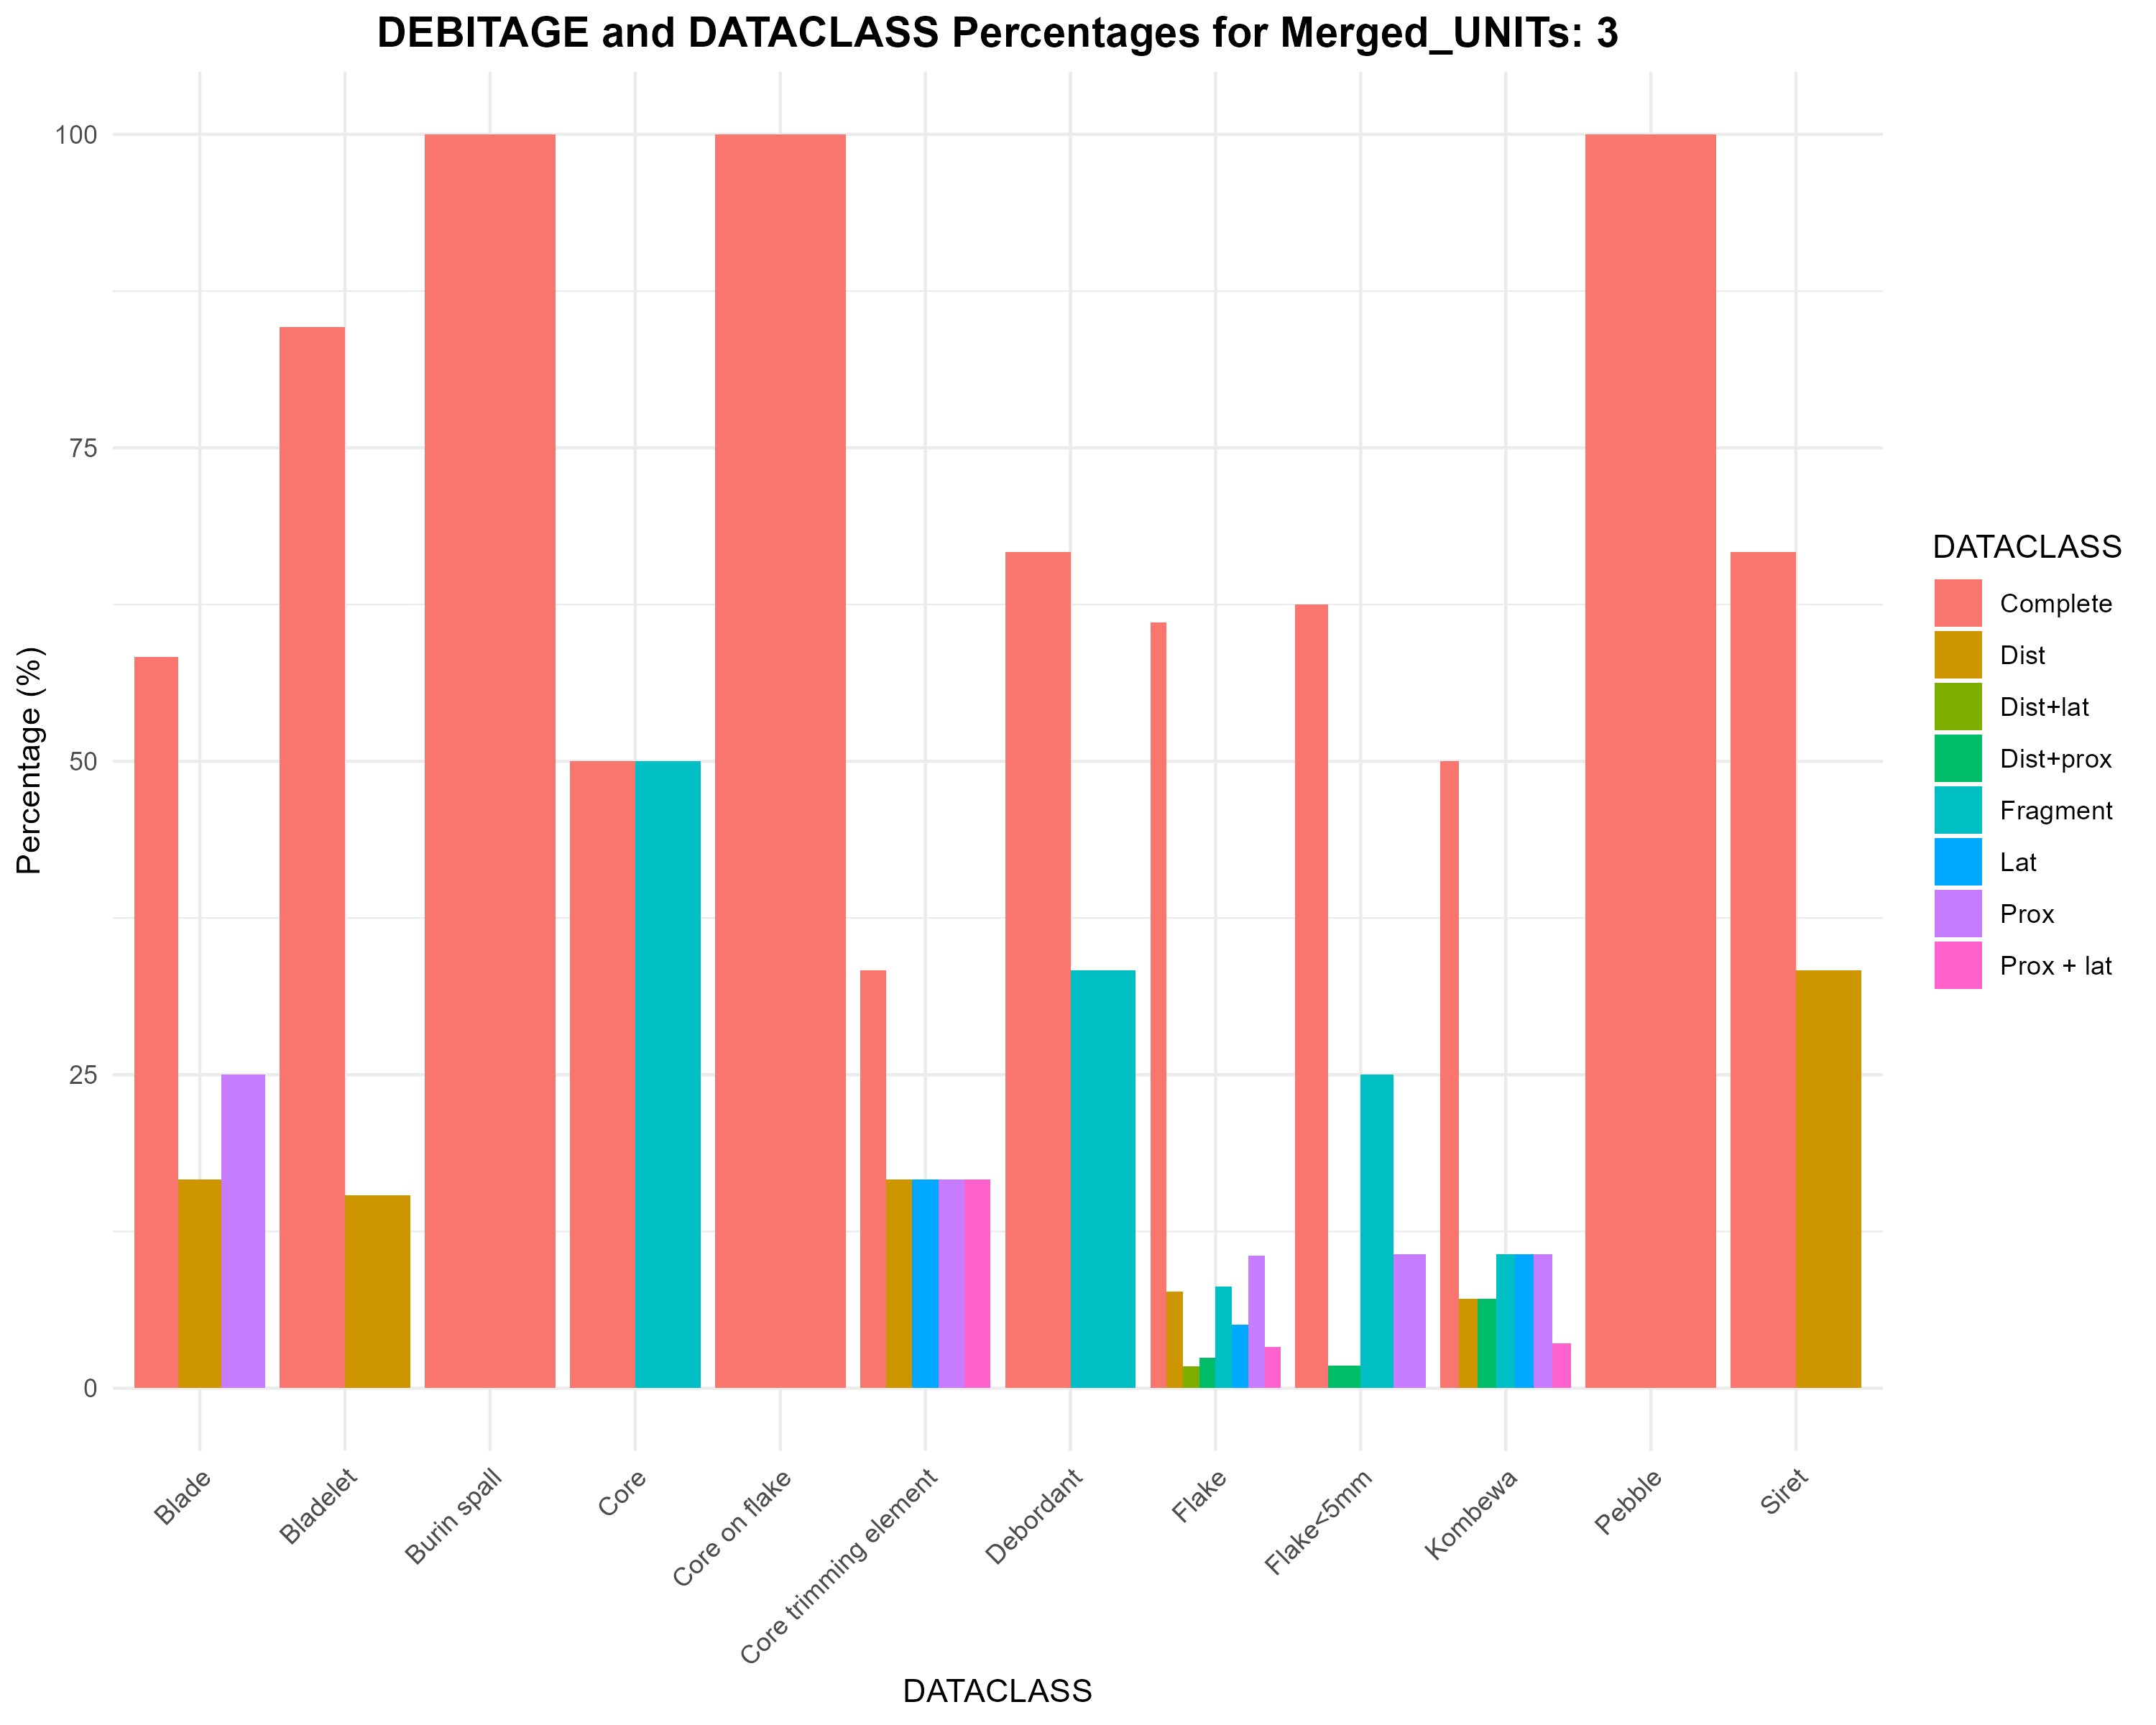 DEBITAGE and DATACLASS Percentages for Merged_UNITs: 3
Percentage (%)
100
75
50
25
0
Blade
Bladelet
Burin spall
Core
Core on flake
Core trimming element
Debordant
Flake
Flake<5mm
Kombewa
Pebble
Siret
DATACLASS
DATACLASS
Complete
Dist
Dist+lat
Dist+prox
Fragment
Lat
Prox
Prox + lat